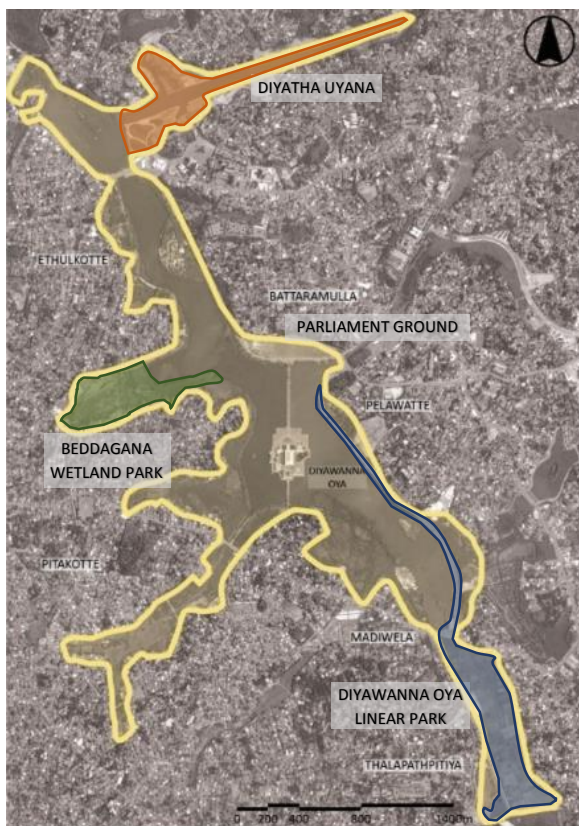 DIYATHA UYANA
ETHULKOTTE
BATTARAMULLA
PARLIAMENT GROUND
PELAWATTE
BEDDAGANA
WETLAND PARK
DIYAWANNA
OYA
PITAKOTTE
MADIWELA
DIYAWANNA OYA
LINEAR PARK
THALAPATHPITIYA
0 200 400 800 1400m